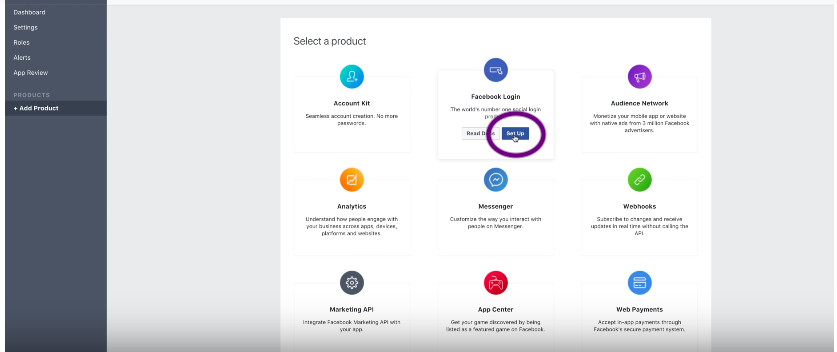 Dashboard
Settings
Roles
Alerts
App Review
PRODUCTS
+ Add Product
Select a product
Account Kit
Seamless account creation. No more
passwords.
Facebook Login
The world's number one social login
Read Docs
Set Up
Audience Network
Monetize your mobile app or website
with native ads from 3 million Facebook
advertisers.
Analytics
Understand how people engage with
your business across apps, devices,
platforms and websites.
Messenger
Customize the way you interact with
people on Messenger.
Webhooks
Subscribe to changes and receive
updates in real time without calling the
API.
Marketing API
Integrate Facebook Marketing API with
your app.
App Center
Get your game discovered by being
listed as a featured game on Facebook.
Web Payments
Accept in-app payments through
Facebook's secure payment system.